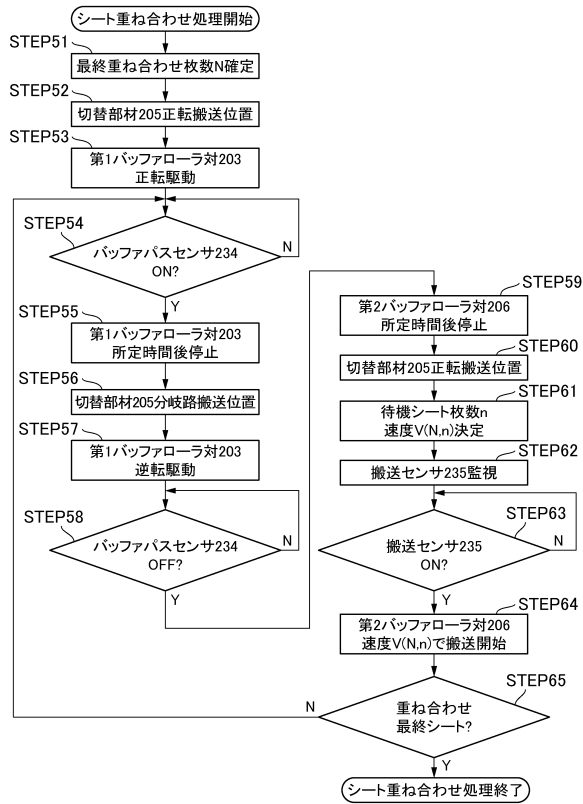 シート重ね合わせ処理開始
STEP51
最終重ね合わせ枚数N確定
STEP52
切替部材205正転搬送位置
STEP53
第1バッファローラ対203
正転駆動
STEP54
バッファパスセンサ234
ON?
N
Y
STEP55
第1バッファローラ対203
所定時間後停止
STEP56
切替部材205分岐路搬送位置
STEP57
第1バッファローラ対203
逆転駆動
STEP58
バッファパスセンサ234
OFF?
N
Y
STEP59
第2バッファローラ対206
所定時間後停止
STEP60
切替部材205正転搬送位置
STEP61
待機シート枚数n
速度V(N,n)決定
STEP62
搬送センサ235監視
STEP63
搬送センサ235
ON?
N
Y
STEP64
第2バッファローラ対206
速度V(N,n)で搬送開始
STEP65
重ね合わせ
最終シート?
N
Y
シート重ね合わせ処理終了